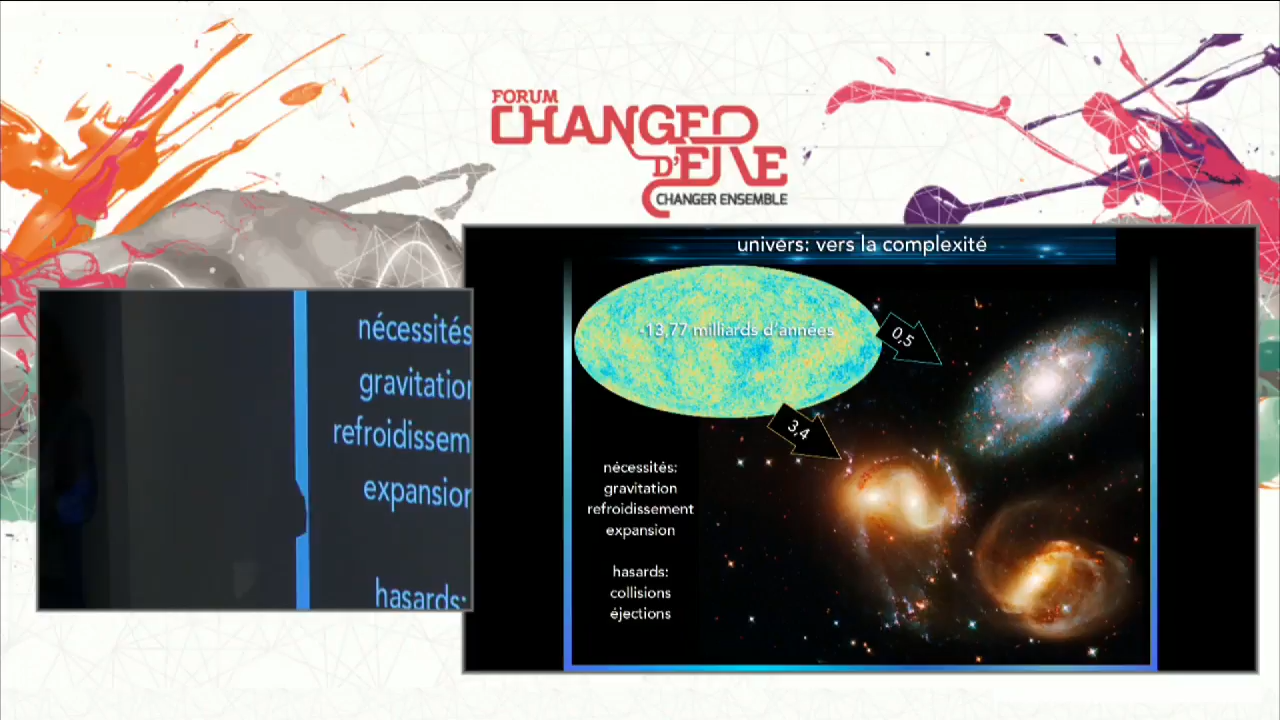 FORUM
CHANGER
D'ÈRE
CHANGER ENSEMBLE
univers: vers la complexité
-13,77 milliards d'années
0,5
3,4
nécessités:
gravitation
refroidissement
expansion
hasards:
collisions
éjections
nécessités
gravitation
refroidissem
expansion
hasards: